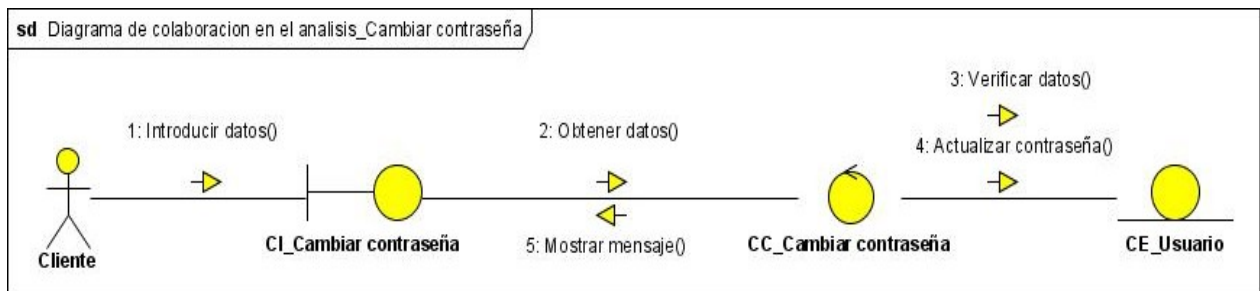 sd Diagrama de colaboracion en el analisis_Cambiar contraseña
3: Verificar datos()
1: Introducir datos()
2: Obtener datos()
4: Actualizar contraseña()
Cliente
CI_Cambiar contraseña
5: Mostrar mensaje()
CC_Cambiar contraseña
CE_Usuario